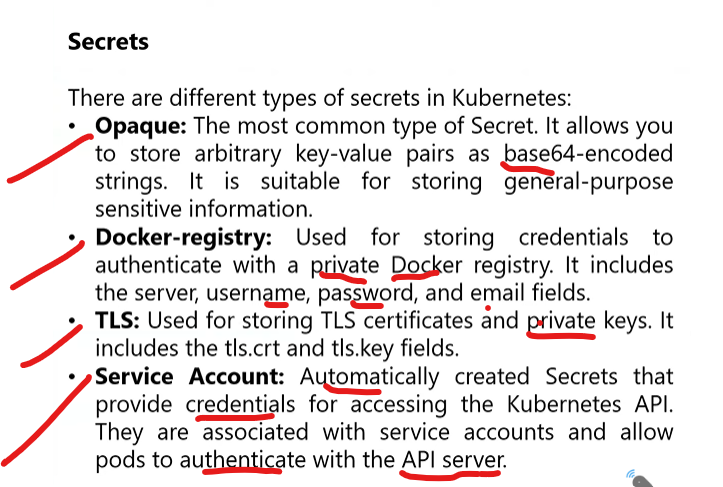 Secrets
There are different types of secrets in Kubernetes:
• Opaque: The most common type of Secret. It allows you
to store arbitrary key-value pairs as base64-encoded
strings. It is suitable for storing general-purpose
sensitive information.
• Docker-registry: Used for storing credentials to
authenticate with a private Docker registry. It includes
the server, username, password, and email fields.
• TLS: Used for storing TLS certificates and private keys. It
includes the tls.crt and tls.key fields.
• Service Account: Automatically created Secrets that
provide credentials for accessing the Kubernetes API.
They are associated with service accounts and allow
pods to authenticate with the API server.